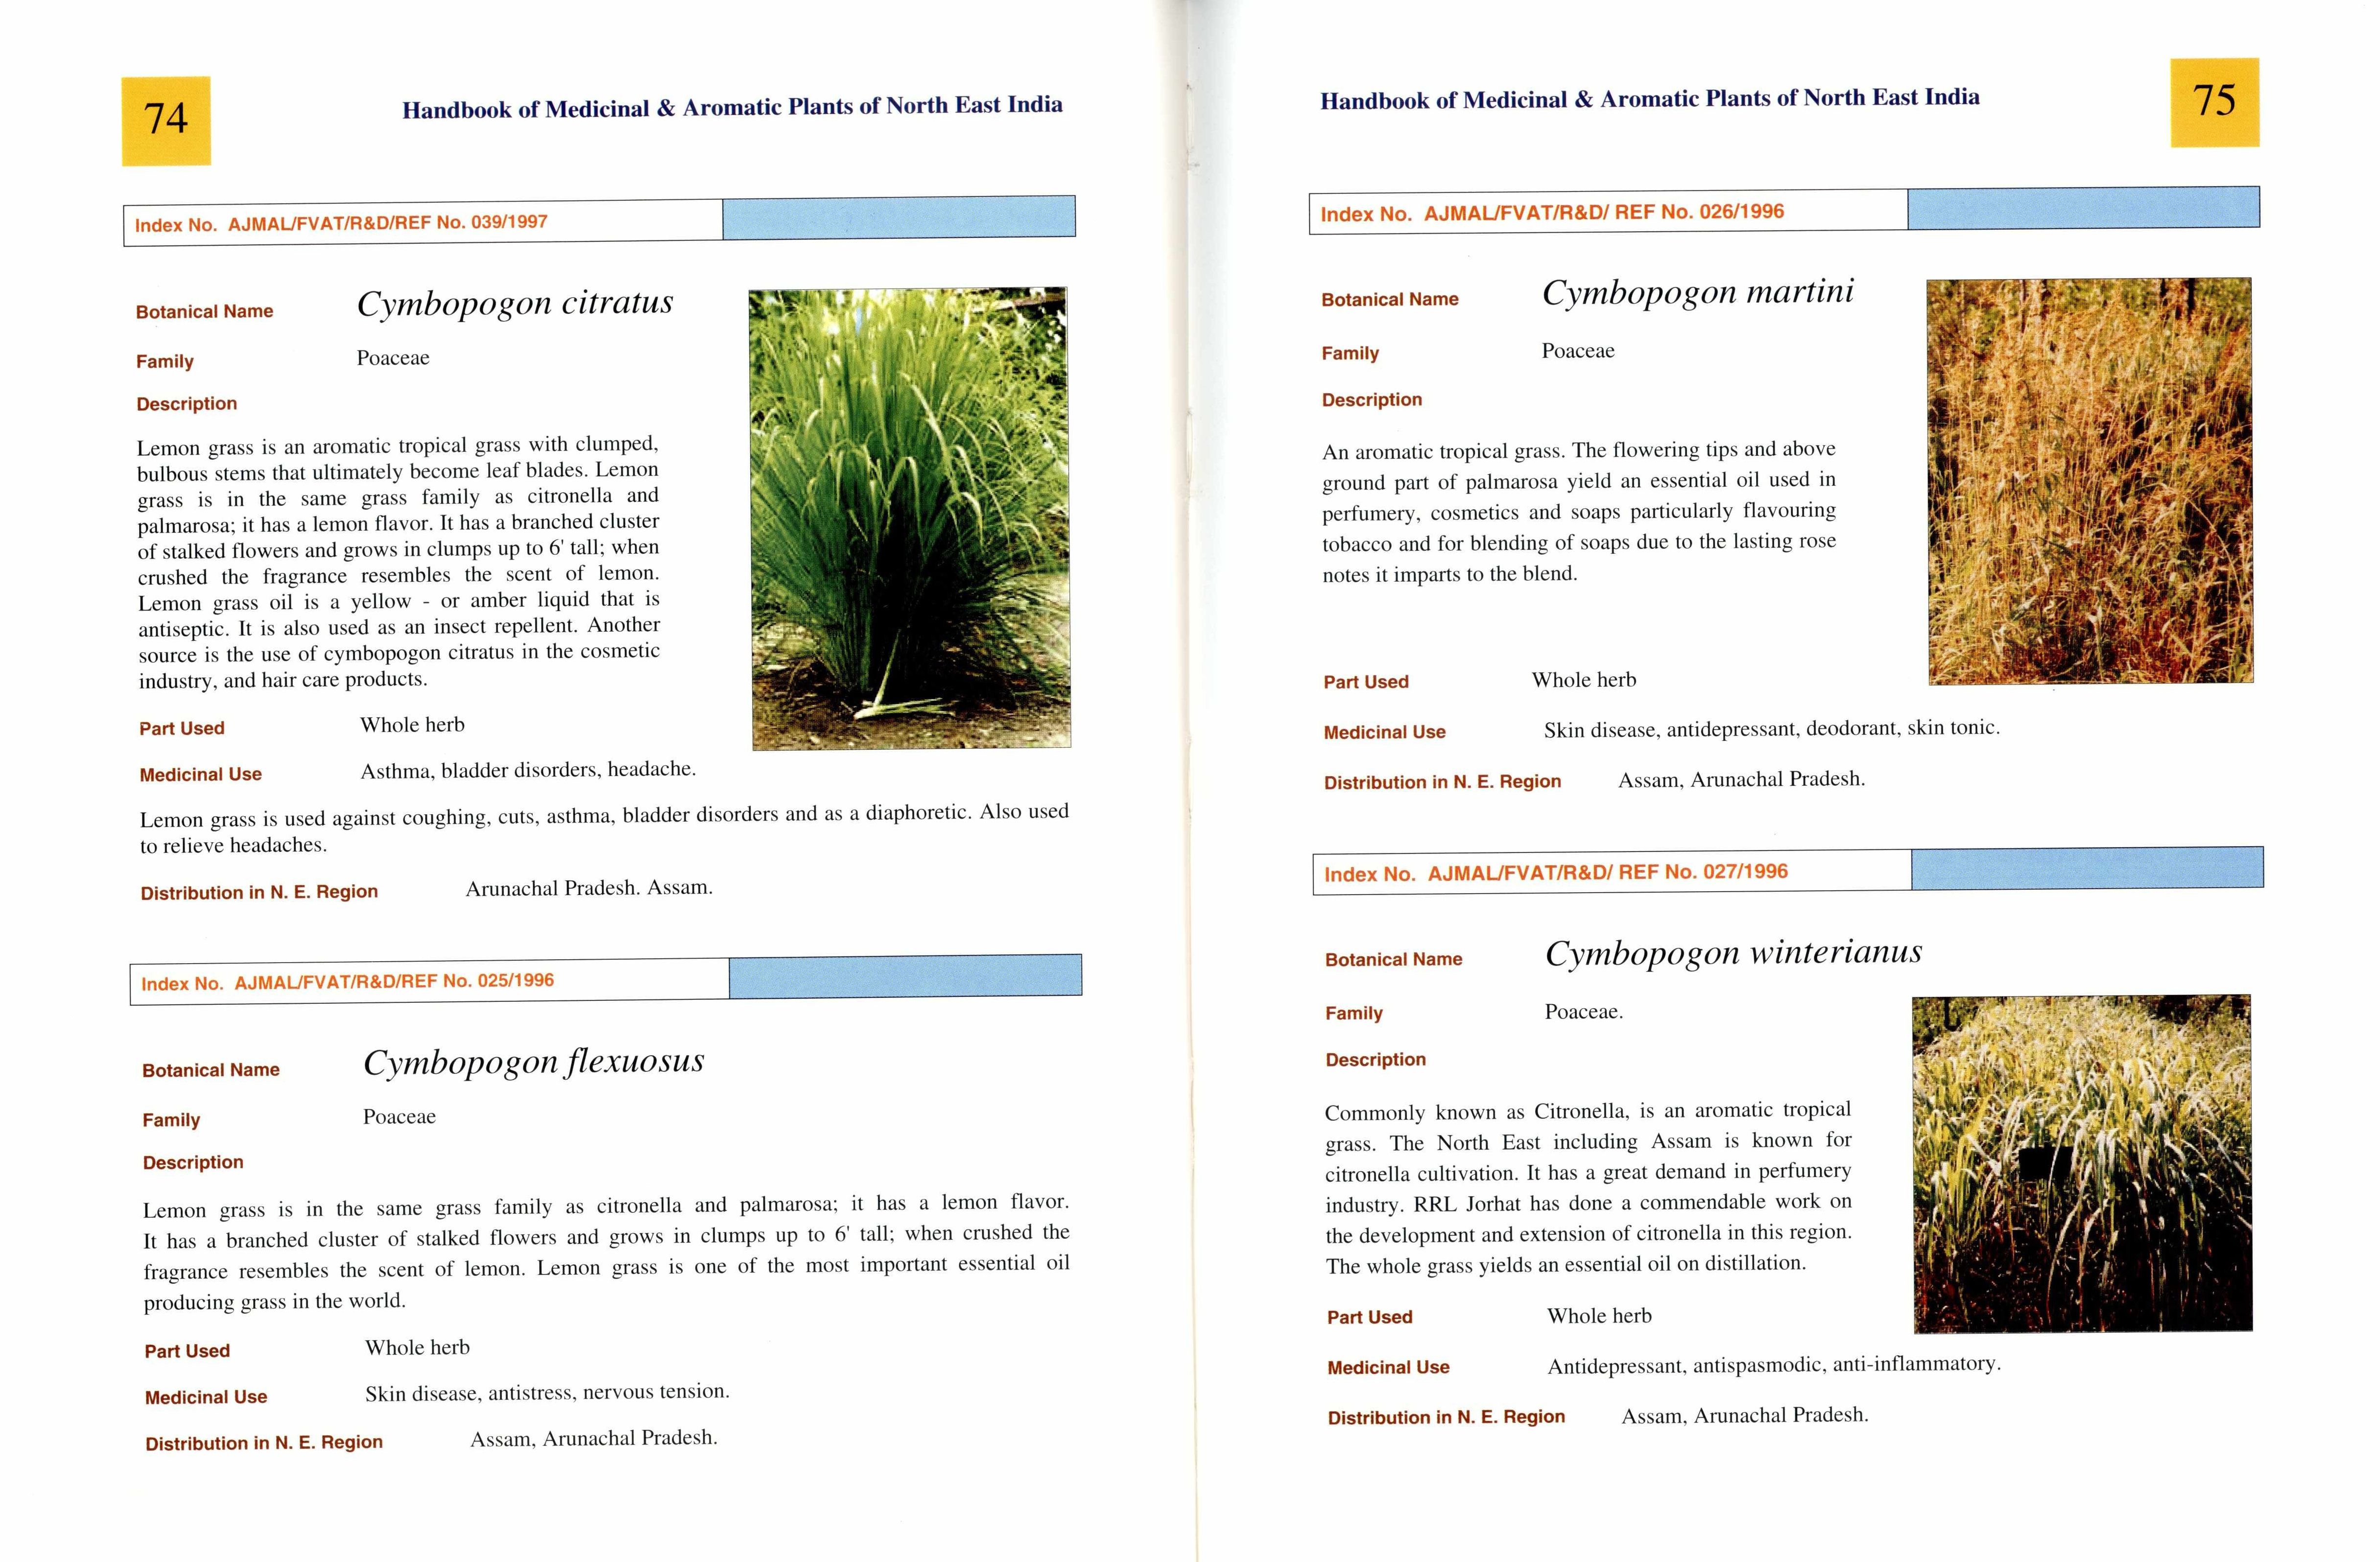 74
Handbook of Medicinal & Aromatic Plants of North East India
Index No. AJMAL/FVAT/R&D/REF No. 039/1997
Botanical Name Cymbopogon citratus
Family Poaceae
Description
Lemon grass is an aromatic tropical grass with clumped,
bulbous stems that ultimately become leaf blades. Lemon
grass is in the same grass family as citronella and
palmarosa; it has a lemon flavor. It has a branched cluster
of stalked flowers and grows in clumps up to 6' tall; when
crushed the fragrance resembles the scent of lemon.
Lemon grass oil is a yellow - or amber liquid that is
antiseptic. It is also used as an insect repellent. Another
source is the use of cymbopogon citratus in the cosmetic
industry, and hair care products.
Part Used Whole herb
Medicinal Use Asthma, bladder disorders, headache.
Lemon grass is used against coughing, cuts, asthma, bladder disorders and as a diaphoretic. Also used
to relieve headaches.
Distribution in N. E. Region Arunachal Pradesh. Assam.
Index No. AJMAL/FVAT/R&D/REF No. 025/1996
Botanical Name Cymbopogon flexuosus
Family Poaceae
Description
Lemon grass is in the same grass family as citronella and palmarosa; it has a lemon flavor.
It has a branched cluster of stalked flowers and grows in clumps up to 6' tall; when crushed the
fragrance resembles the scent of lemon. Lemon grass is one of the most important essential oil
producing grass in the world.
Part Used Whole herb
Medicinal Use Skin disease, antistress, nervous tension.
Distribution in N. E. Region Assam, Arunachal Pradesh.
Handbook of Medicinal & Aromatic Plants of North East India
75
Index No. AJMAL/FVAT/R&D/ REF No. 026/1996
Botanical Name Cymbopogon martini
Family Poaceae
Description
An aromatic tropical grass. The flowering tips and above
ground part of palmarosa yield an essential oil used in
perfumery, cosmetics and soaps particularly flavouring
tobacco and for blending of soaps due to the lasting rose
notes it imparts to the blend.
Part Used Whole herb
Medicinal Use Skin disease, antidepressant, deodorant, skin tonic.
Distribution in N. E. Region Assam, Arunachal Pradesh.
Index No. AJMAL/FVAT/R&D/ REF No. 027/1996
Botanical Name Cymbopogon winterianus
Family Poaceae.
Description
Commonly known as Citronella, is an aromatic tropical
grass. The North East including Assam is known for
citronella cultivation. It has a great demand in perfumery
industry. RRL Jorhat has done a commendable work on
the development and extension of citronella in this region.
The whole grass yields an essential oil on distillation.
Part Used Whole herb
Medicinal Use Antidepressant, antispasmodic, anti-inflammatory.
Distribution in N. E. Region Assam, Arunachal Pradesh.